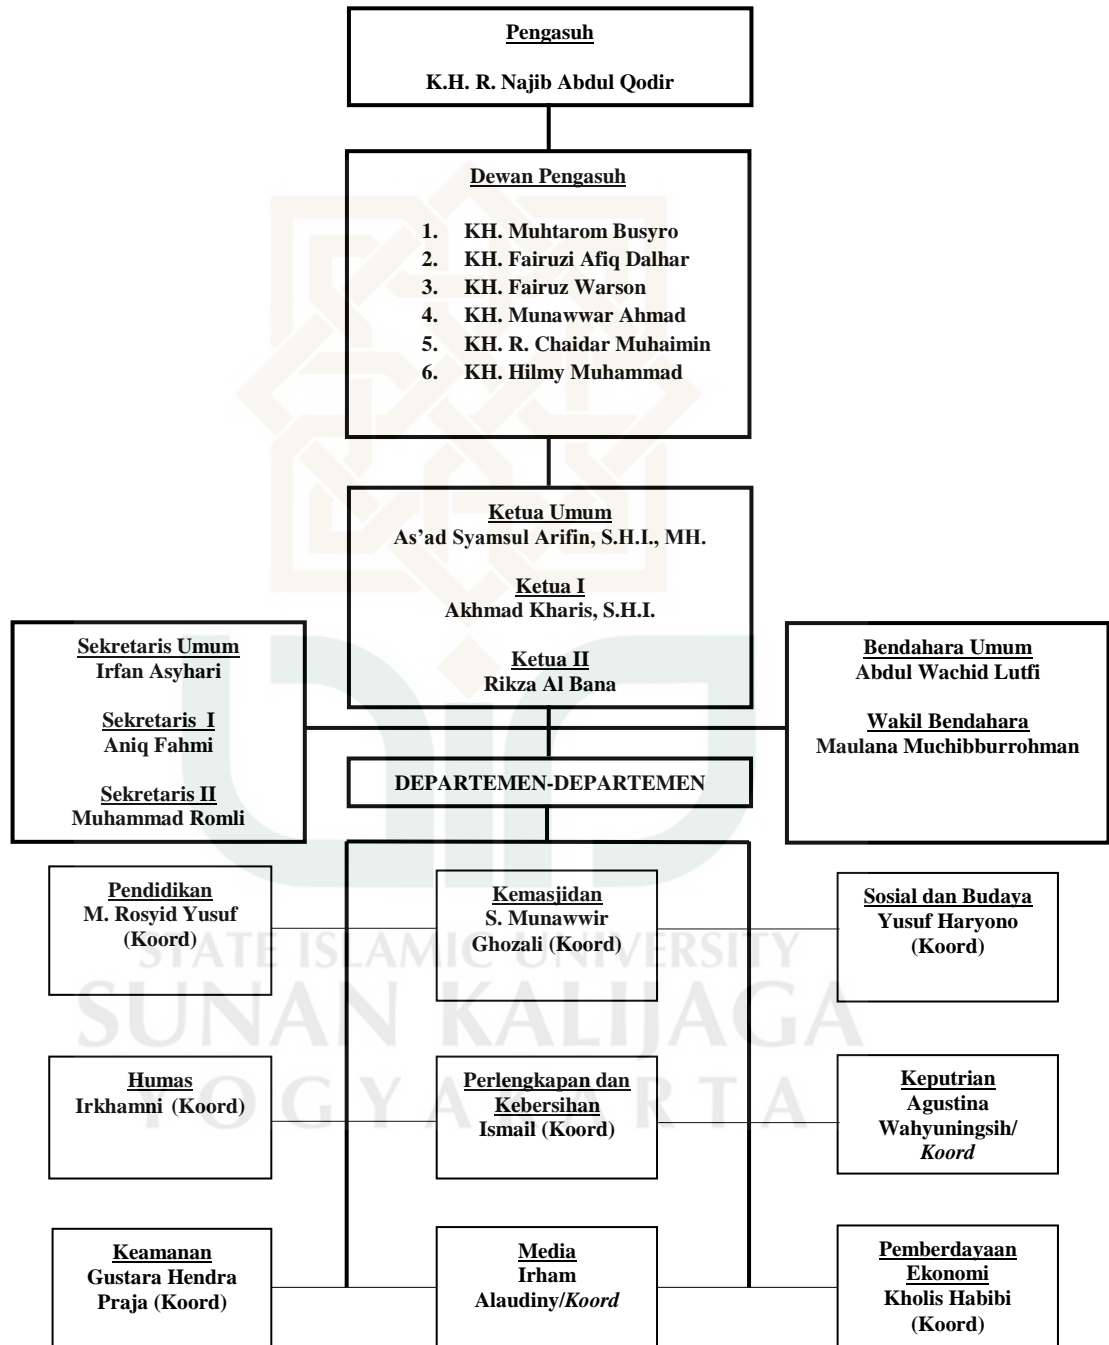 Pengasuh
K.H. R. Najib Abdul Qodir
Dewan Pengasuh
1. KH. Muhtarom Busyro
2. KH. Fairuzi Afiq Dalhar
3. KH. Fairuz Warson
4. KH. Munawwar Ahmad
5. KH. R. Chaidar Muhaimin
6. KH. Hilmy Muhammad
Ketua Umum
As’ad Syamsul Arifin, S.H.I., MH.
Ketua I
Akhmad Kharis, S.H.I.
Ketua II
Rikza Al Bana
Sekretaris Umum
Irfan Asyhari
Sekretaris I
Aniq Fahmi
Sekretaris II
Muhammad Romli
Bendahara Umum
Abdul Wachid Lutfi
Wakil Bendahara
Maulana Muchibburrohman
DEPARTEMEN-DEPARTEMEN
Pendidikan
M. Rosyid Yusuf
(Koord)
Kemasjidan
S. Munawwir
Ghozali (Koord)
Sosial dan Budaya
Yusuf Haryono
(Koord)
STATE ISLAMIC UNIVERSITY
SUNAN KALIJAGA
YOGYAKARTA
Humas
Irkhamni (Koord)
Perlengkapan dan
Kebersihan
Ismail (Koord)
Keputrian
Agustina
Wahyuningsih/
Koord
Keamanan
Gustara Hendra
Praja (Koord)
Media
Irham
Alaudiny/Koord
Pemberdayaan
Ekonomi
Kholis Habibi
(Koord)